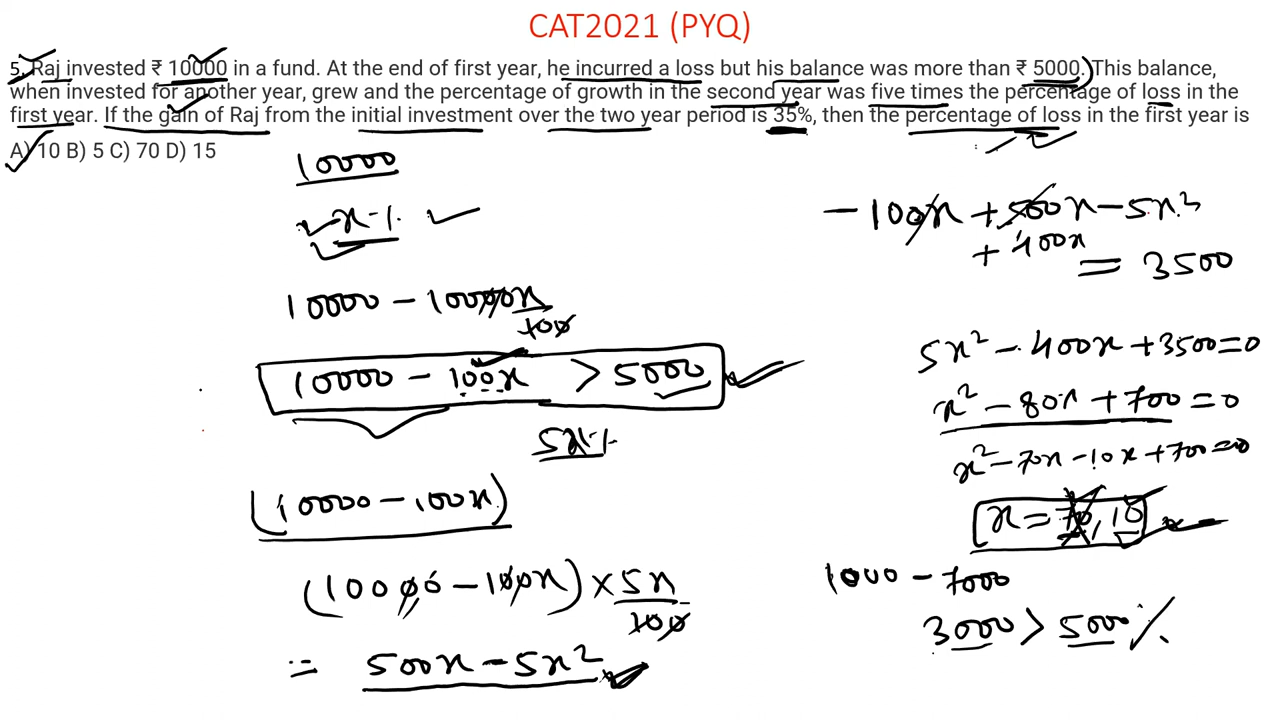 CAT2021 (PYQ)
5. Raj invested ₹ 10000 in a fund. At the end of first year, he incurred a loss but his balance was more than ₹ 5000. This balance,
when invested for another year, grew and the percentage of growth in the second year was five times the percentage of loss in the
first year. If the gain of Raj from the initial investment over the two year period is 35%, then the percentage of loss in the first year is
A) 10 B) 5 C) 70 D) 15
10000
x%
10000 - 10000x/100
10000 - 100x > 5000
5x%
(10000 - 100x)
(10000 - 100x) × 5x/100
= 500x - 5x²
- 100x + 500x - 5x²
+ 400x
= 3500
5x² - 400x + 3500 = 0
x² - 80x + 700 = 0
x² - 70x - 10x + 700 = 0
x = 70, 10
1000 - 7000
3000 > 5000